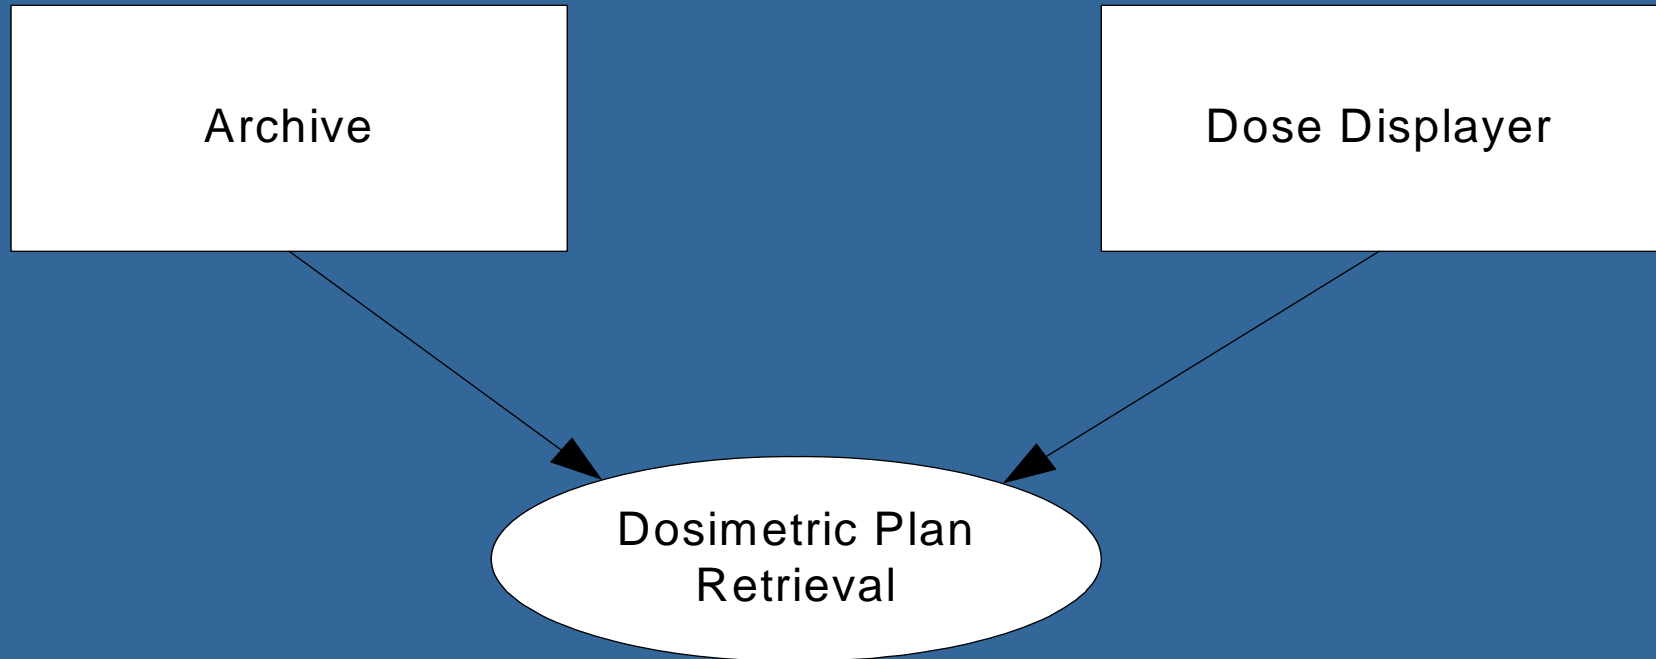 Archive
Dose Displayer
Dosimetric Plan
Retrieval